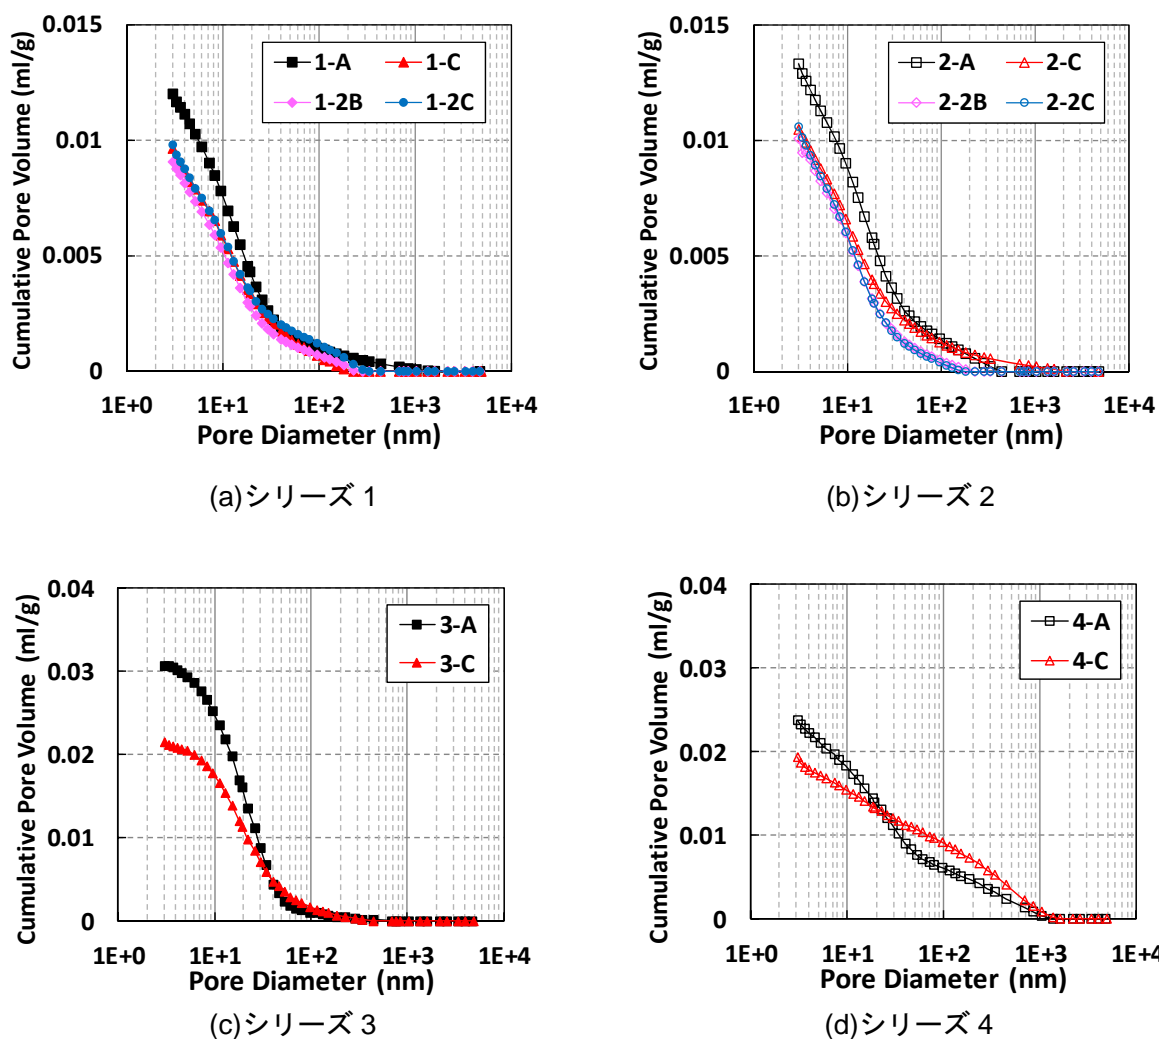 Cumulative Pore Volume (ml/g)
0.015
0.01
0.005
0
1-A
1-C
1-2B
1-2C
1E+0 1E+1 1E+2 1E+3 1E+4
Pore Diameter (nm)
(a)シリーズ 1
Cumulative Pore Volume (ml/g)
0.015
0.01
0.005
0
2-A
2-C
2-2B
2-2C
1E+0 1E+1 1E+2 1E+3 1E+4
Pore Diameter (nm)
(b)シリーズ 2
Cumulative Pore Volume (ml/g)
0.04
0.03
0.02
0.01
0
3-A
3-C
1E+0 1E+1 1E+2 1E+3 1E+4
Pore Diameter (nm)
(c)シリーズ 3
Cumulative Pore Volume (ml/g)
0.04
0.03
0.02
0.01
0
4-A
4-C
1E+0 1E+1 1E+2 1E+3 1E+4
Pore Diameter (nm)
(d)シリーズ 4